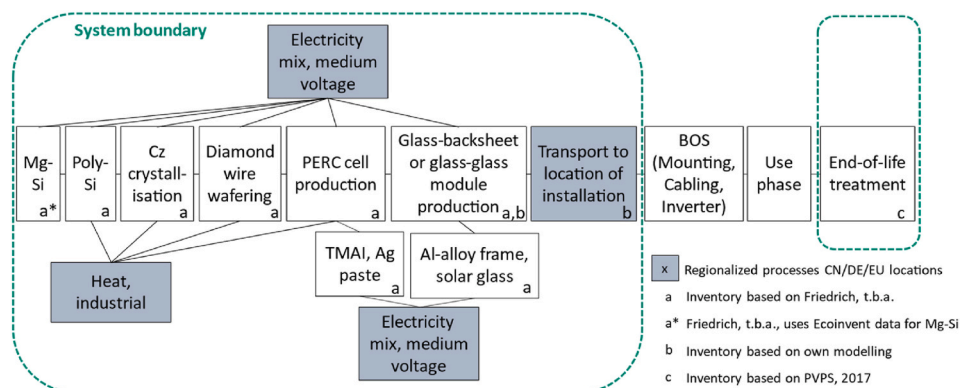 System boundary
Electricity
mix, medium
voltage
Mg-
Si
a*
Poly-
Si
a
Cz
crystall-
isation
a
Diamond
wire
wafering
a
PERC cell
production
a
Glass-backsheet
or glass-glass
module
production
a,b
Transport to
location of
installation
b
BOS
(Mounting,
Cabling,
Inverter)
Use
phase
End-of-life
treatment
c
Heat,
industrial
TMAl, Ag
paste
a
Al-alloy frame,
solar glass
a
Electricity
mix, medium
voltage
x Regionalized processes CN/DE/EU locations
a Inventory based on Friedrich, t.b.a.
a* Friedrich, t.b.a., uses Ecoinvent data for Mg-Si
b Inventory based on own modelling
c Inventory based on PVPS, 2017